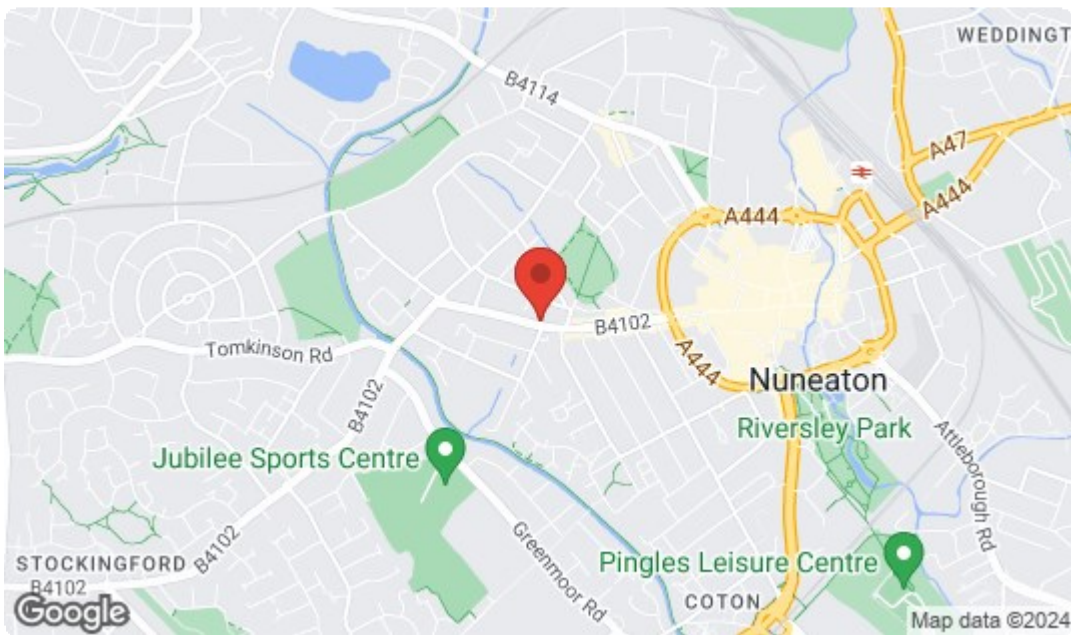 WEDDINGT
B4114
A47
A444
A444
B4102
A444
Tomkinson Rd
Nuneaton
B4102
Riversley Park
Attleborough Rd
Jubilee Sports Centre
Greenmoor Rd
STOCKINGFORD
B4102
B4102
Pingles Leisure Centre
COTON
Google
Map data ©2024